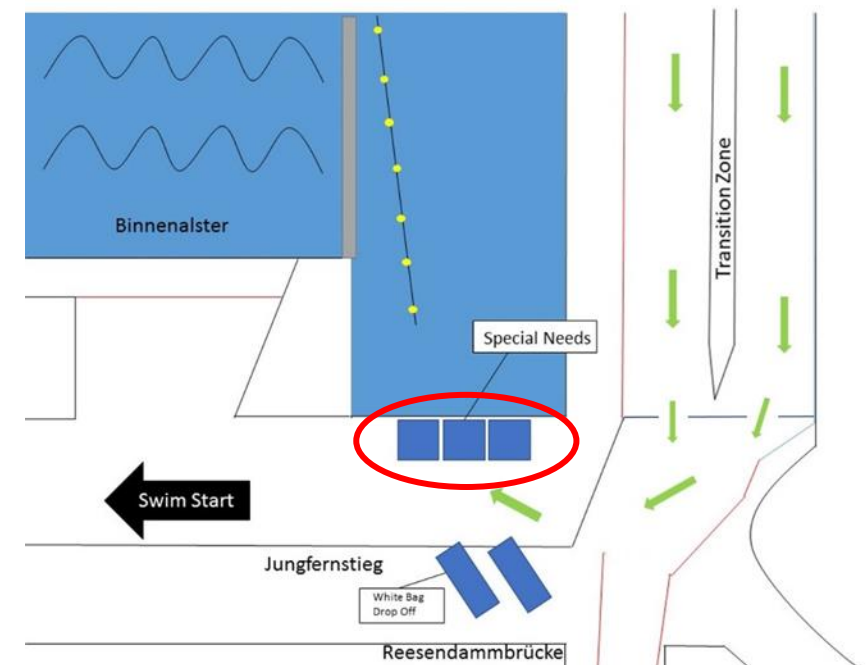 Binnenalster
Transition Zone
Special Needs
Swim Start
Jungfernstieg
White Bag
Drop Off
Reesendammbrücke